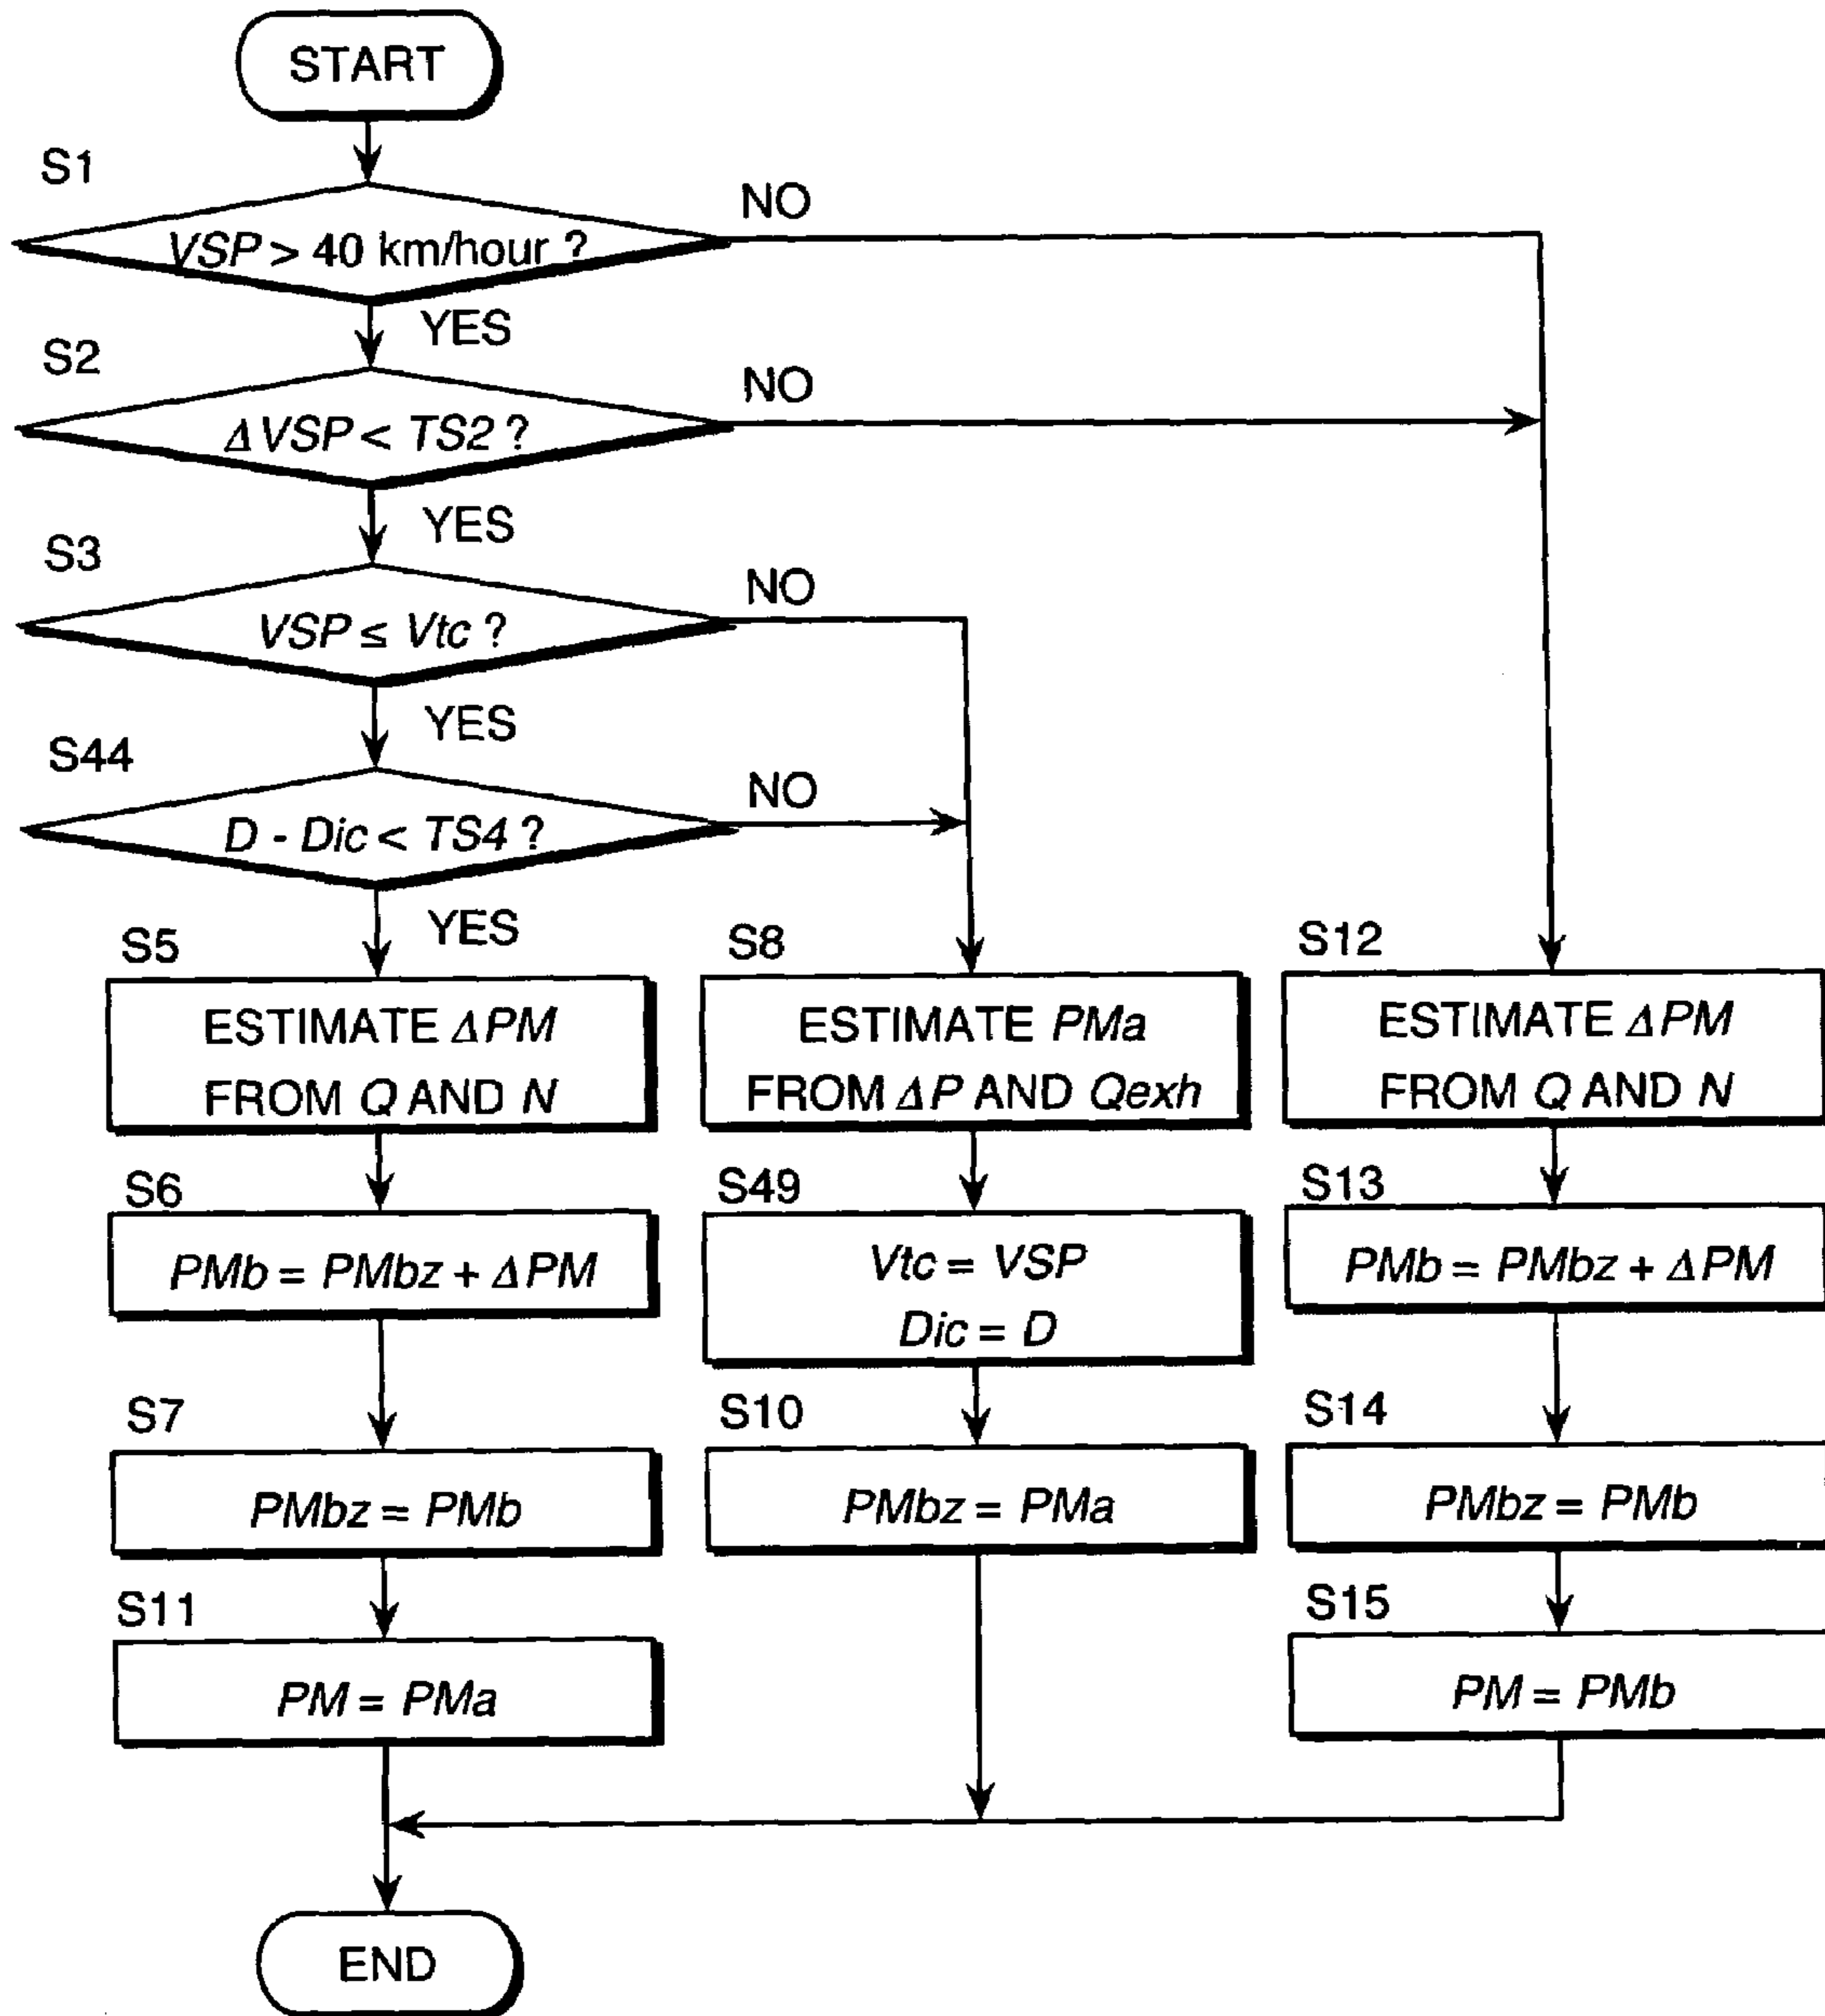 START
S1
VSP > 40 km/hour ?
NO
YES
S2
ΔVSP < TS2 ?
NO
YES
S3
VSP ≤ Vtc ?
NO
YES
S44
D - Dic < TS4 ?
NO
YES
S5
ESTIMATE ΔPM
FROM Q AND N
S6
PMb = PMbz + ΔPM
S7
PMbz = PMb
S11
PM = PMa
S8
ESTIMATE PMa
FROM ΔP AND Qexh
S49
Vtc = VSP
Dic = D
S10
PMbz = PMa
S12
ESTIMATE ΔPM
FROM Q AND N
S13
PMb = PMbz + ΔPM
S14
PMbz = PMb
S15
PM = PMb
END